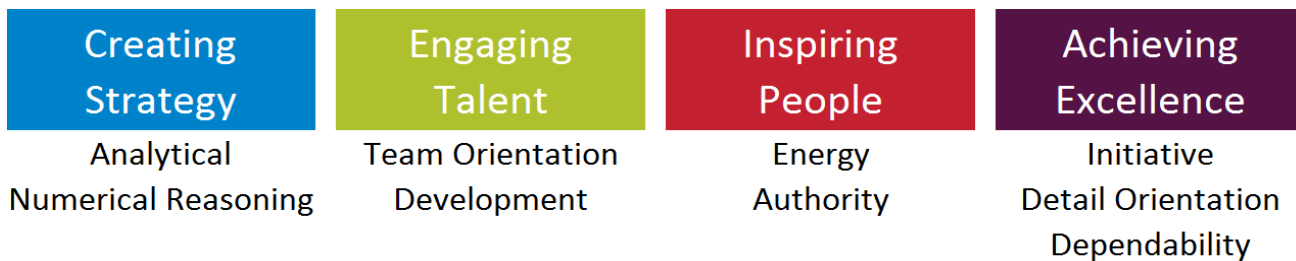 Creating
Strategy
Analytical
Numerical Reasoning
Engaging
Talent
Team Orientation
Development
Inspiring
People
Energy
Authority
Achieving
Excellence
Initiative
Detail Orientation
Dependability